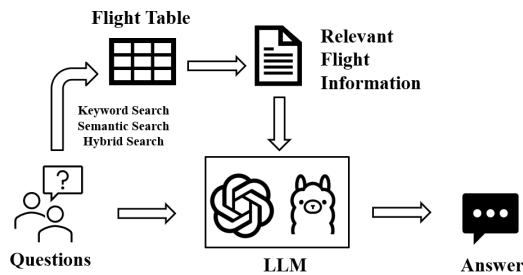 Flight Table
Relevant
Flight
Information
Keyword Search
Semantic Search
Hybrid Search
?
Questions
LLM
Answer